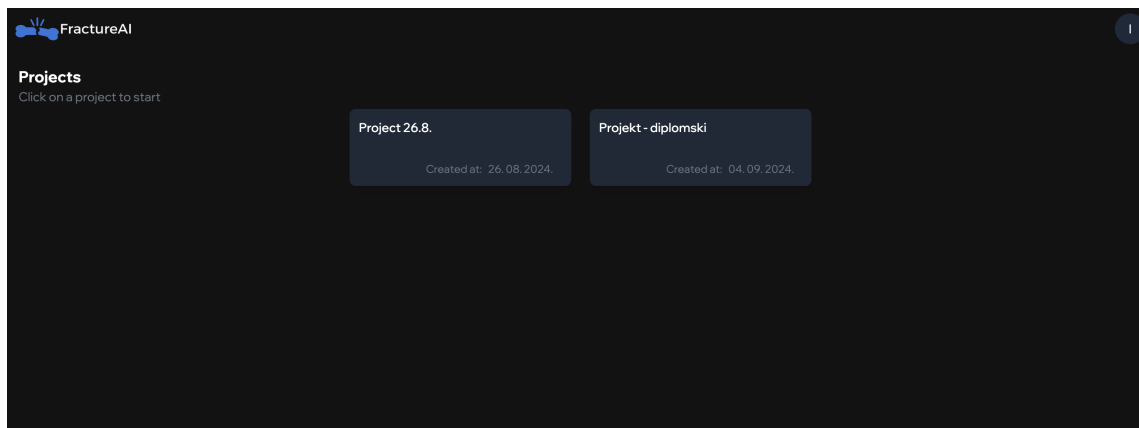 FractureAI
I
Projects
Click on a project to start
Project 26.8.
Created at: 26. 08. 2024.
Projekt - diplomski
Created at: 04. 09. 2024.